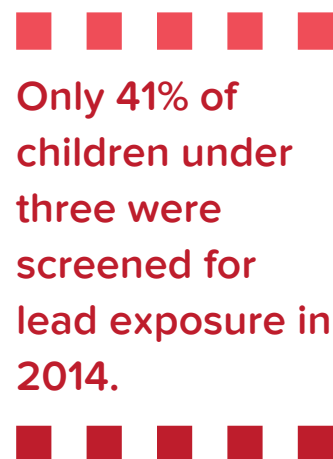 Only 41% of
children under
three were
screened for
lead exposure in
2014.